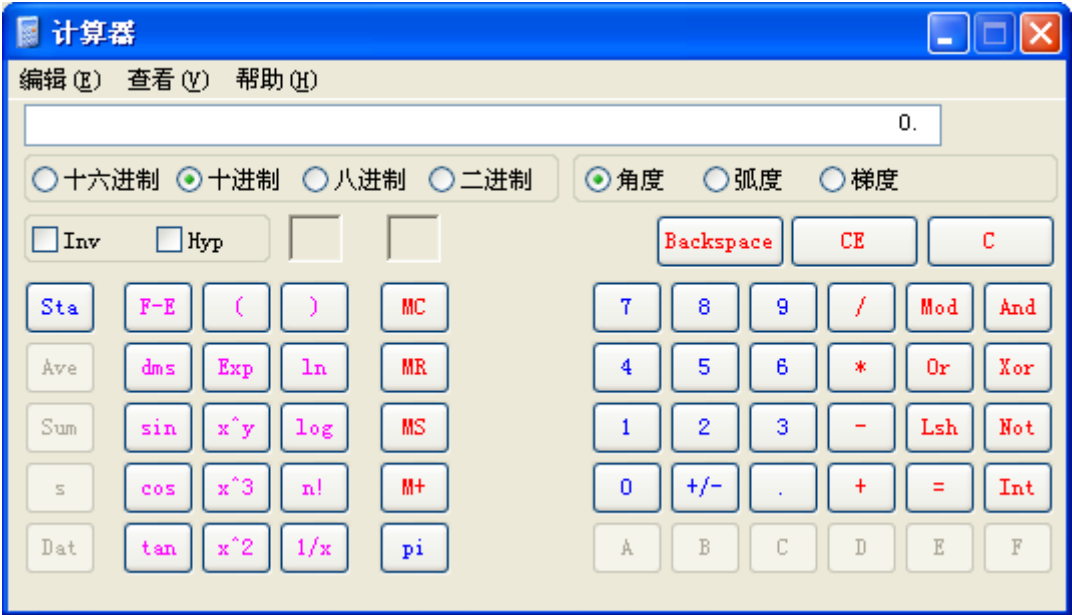 计算器
编辑(E) 查看(V) 帮助(H)
0.
十六进制 十进制 八进制 二进制 角度 弧度 梯度
Inv Hyp Backspace CE C
Sta F-E ( ) MC 7 8 9 / Mod And
Ave dms Exp ln MR 4 5 6 * Or Xor
Sum sin x^y log MS 1 2 3 - Lsh Not
s cos x^3 n! M+ 0 +/- . + = Int
Dat tan x^2 1/x pi A B C D E F